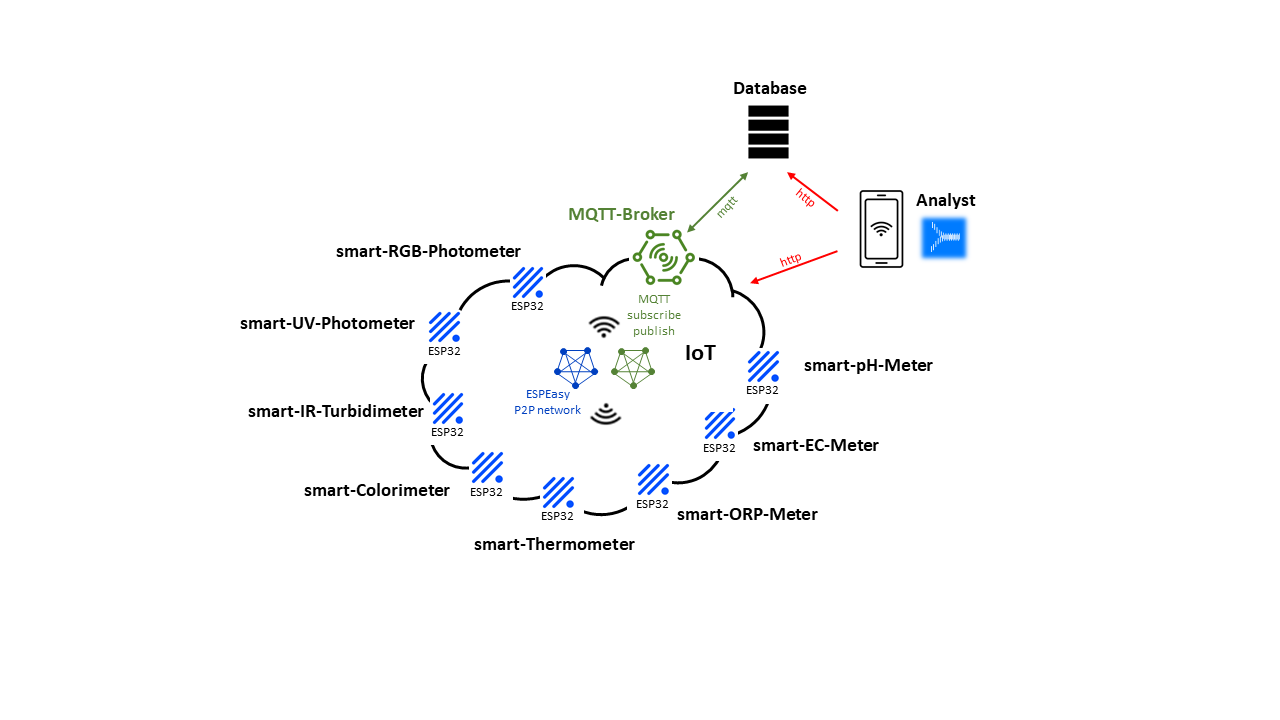 Database
mqtt
http
Analyst
MQTT-Broker
http
smart-RGB-Photometer
ESP32
MQTT
subscribe
publish
smart-UV-Photometer
ESP32
IoT
smart-pH-Meter
ESP32
ESPEasy
P2P network
smart-IR-Turbidimeter
ESP32
smart-EC-Meter
ESP32
smart-Colorimeter
ESP32
smart-ORP-Meter
ESP32
smart-Thermometer
ESP32